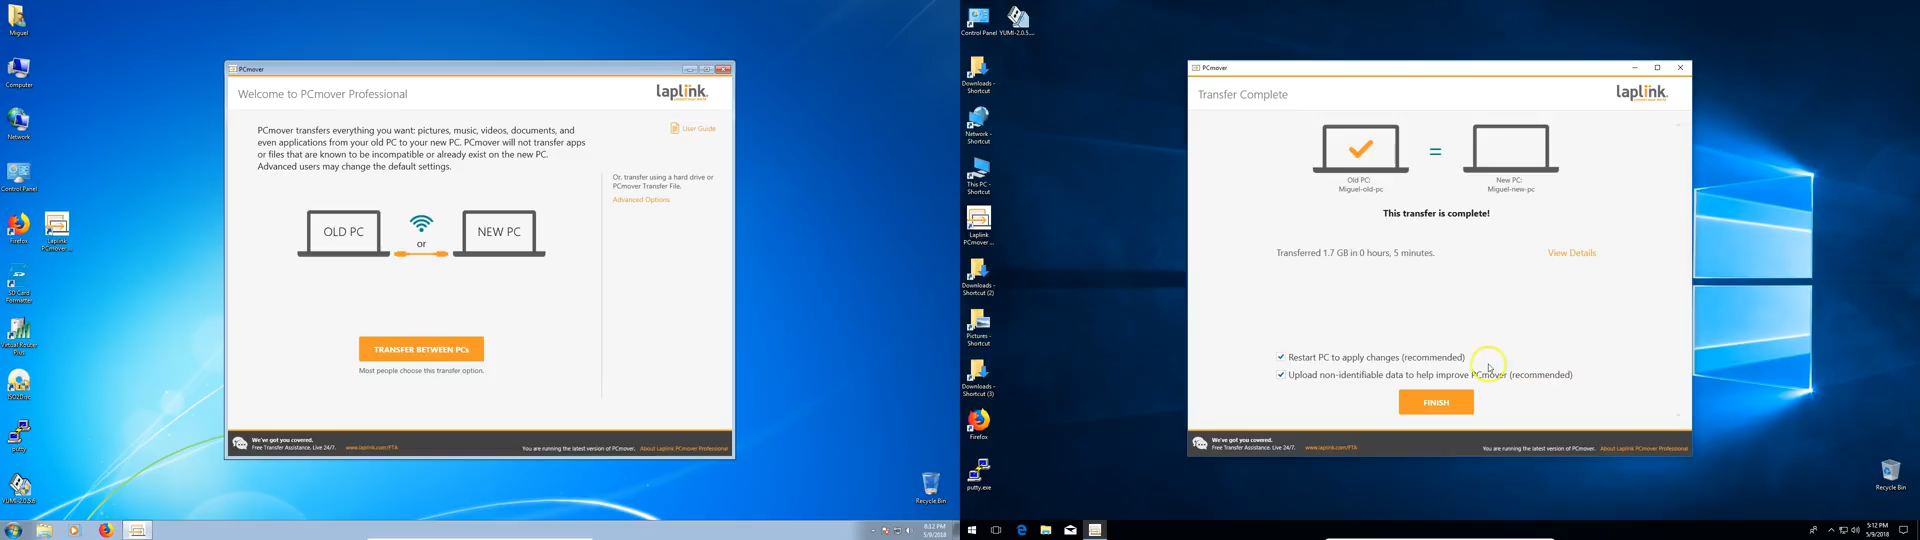 Miguel
Computer
Network
Control Panel
Firefox
Laplink
PCmover...
SD Card
Formatter
Virtual Router
Plus
ISO2Disc
putty
YUMI-2.0.5.6
PCmover
Welcome to PCmover Professional
laplink.
User Guide
PCmover transfers everything you want: pictures, music, videos, documents, and
even applications from your old PC to your new PC. PCmover will not transfer apps
or files that are known to be incompatible or already exist on the new PC.
Advanced users may change the default settings.
Or, transfer using a hard drive or
PCmover Transfer File.
Advanced Options
OLD PC
or
NEW PC
TRANSFER BETWEEN PCs
Most people choose this transfer option.
We've got you covered.
Free Transfer Assistance. Live 24/7.
www.laplink.com/FTA
You are running the latest version of PCmover.
About Laplink PCmover Professional
Recycle Bin
8:12 PM
5/9/2018
Control Panel
YUMI-2.0.5....
Downloads -
Shortcut
Network -
Shortcut
This PC -
Shortcut
Laplink
PCmover ...
Downloads -
Shortcut (2)
Pictures -
Shortcut
Downloads -
Shortcut (3)
Firefox
putty.exe
PCmover
Transfer Complete
laplink.
Old PC:
Miguel-old-pc
=
New PC:
Miguel-new-pc
This transfer is complete!
Transferred 1.7 GB in 0 hours, 5 minutes.
View Details
Restart PC to apply changes (recommended)
Upload non-identifiable data to help improve PCmover (recommended)
FINISH
We've got you covered.
Free Transfer Assistance. Live 24/7.
www.laplink.com/FTA
You are running the latest version of PCmover.
About Laplink PCmover Professional
Recycle Bin
5:12 PM
5/9/2018